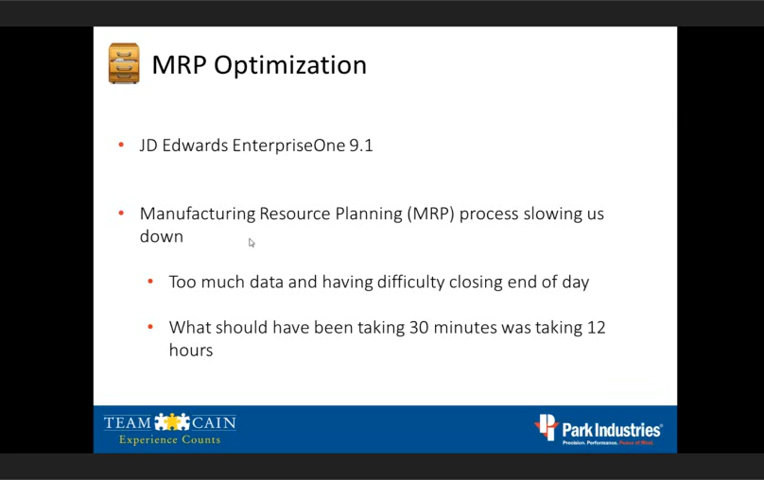 MRP Optimization
• JD Edwards EnterpriseOne 9.1
• Manufacturing Resource Planning (MRP) process slowing us
down
• Too much data and having difficulty closing end of day
• What should have been taking 30 minutes was taking 12
hours
TEAM CAIN
Experience Counts
Park Industries®
Precision. Performance. Peace of Mind.